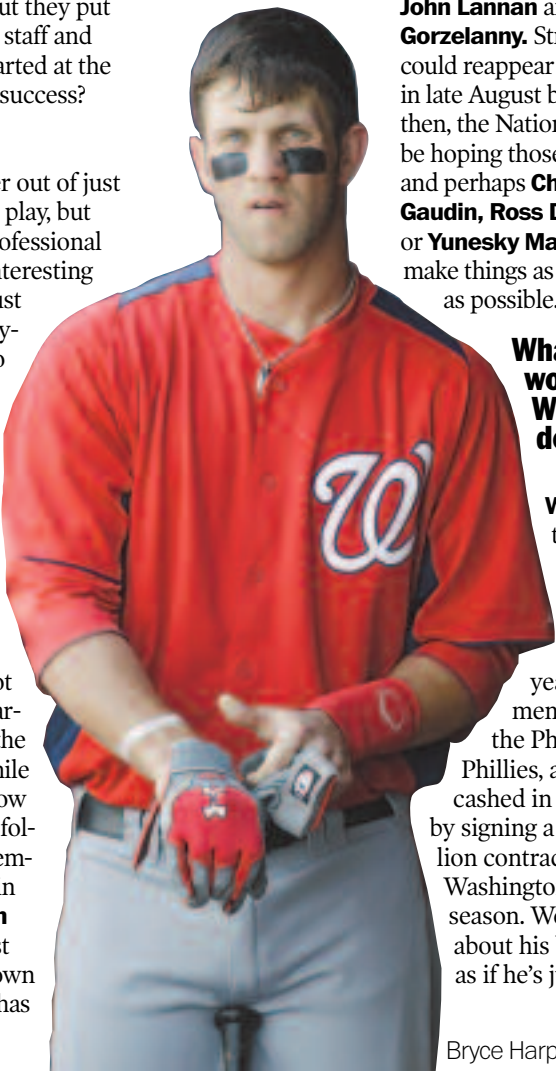 ut they put
staff and
arted at the
success?
er out of just
play, but
ofessional
nteresting
ust
y-
o
ot
ar-
he
hile
ow
fol-
em-
in
n
st
own
has
John Lannan a
Gorzelanny. Str
could reappear
in late August b
then, the Nation
be hoping those
and perhaps Ch
Gaudin, Ross D
or Yunesky Ma
make things as
as possible.
Wha
wo
W
de
W
t
yea
men
the Ph
Phillies, a
cashed in
by signing a
lion contrac
Washingto
season. We
about his
as if he's j
Bryce Harp
W